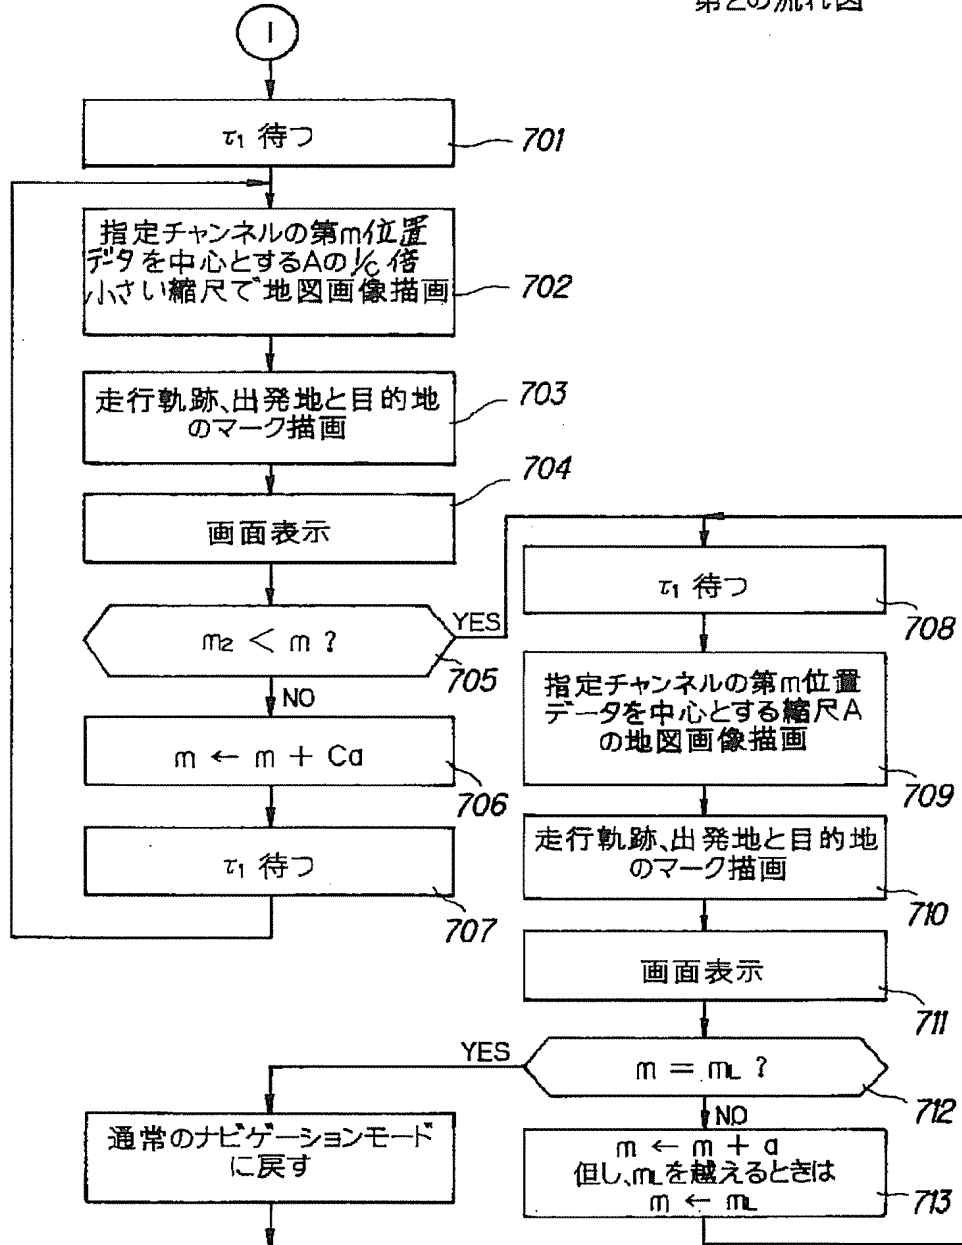 第2の流れ図
1
τ₁ 待つ
701
指定チャンネルの第m位置
データを中心とするAの1/c倍
小さい縮尺で地図画像描画
702
走行軌跡、出発地と目的地
のマーク描画
703
画面表示
704
m₂ < m ?
705
YES
NO
m ← m + Ca
706
τ₁ 待つ
707
τ₁ 待つ
708
指定チャンネルの第m位置
データを中心とする縮尺A
の地図画像描画
709
走行軌跡、出発地と目的地
のマーク描画
710
画面表示
711
m = mL ?
712
YES
NO
m ← m + a
但し、mLを越えるときは
m ← mL
713
通常のナビゲーションモード
に戻す